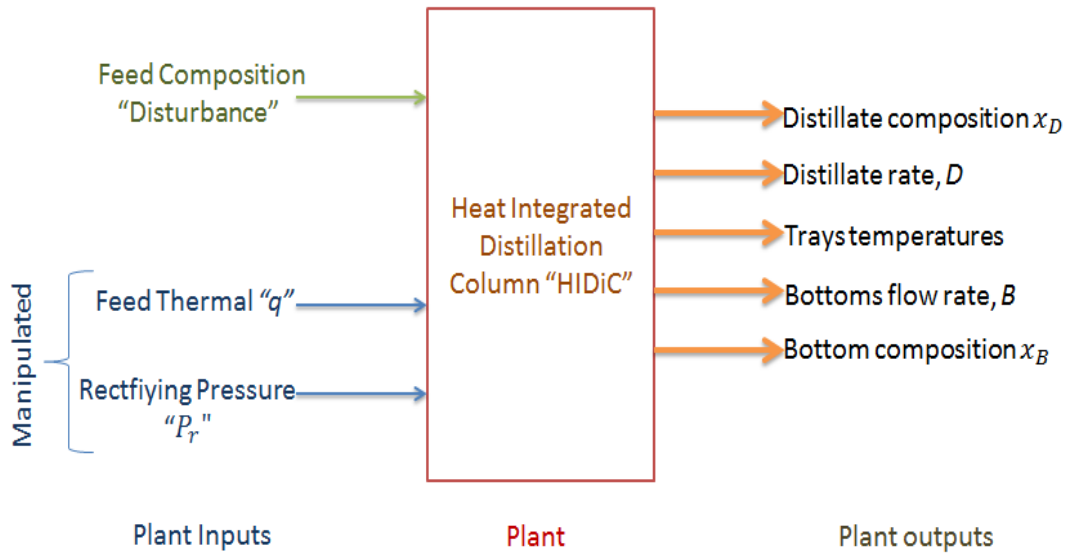 Feed Composition
“Disturbance”
Manipulated
Feed Thermal “q”
Rectfiying Pressure
“P_r"
Heat Integrated
Distillation
Column “HIDiC”
Distillate composition x_D
Distillate rate, D
Trays temperatures
Bottoms flow rate, B
Bottom composition x_B
Plant Inputs
Plant
Plant outputs